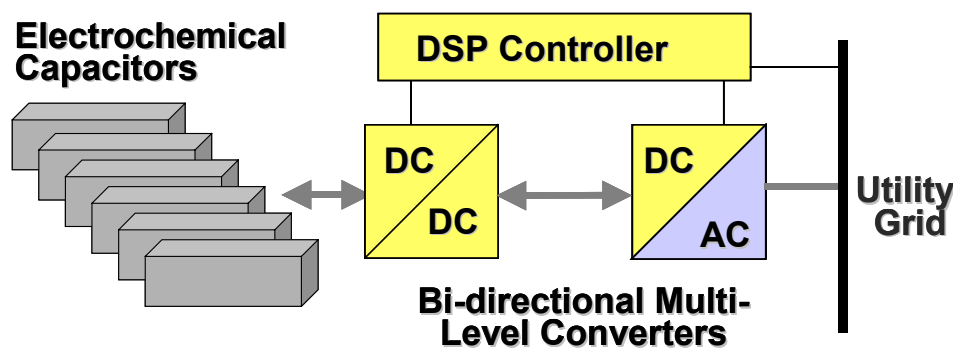 Electrochemical
Capacitors
DSP Controller
DC
DC
DC
AC
Utility
Grid
Bi-directional Multi-
Level Converters